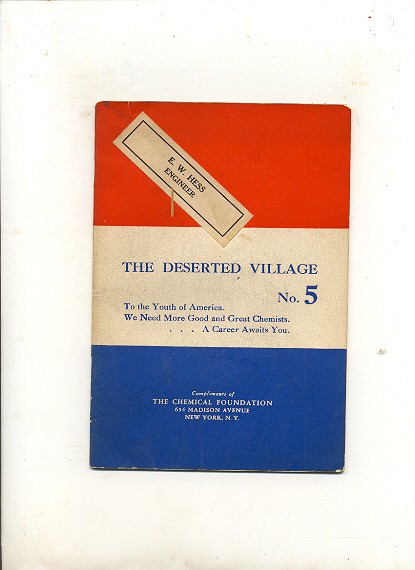 E. W. HESS
ENGINEER
THE DESERTED VILLAGE
No. 5
To the Youth of America.
We Need More Good and Great Chemists.
. . . A Career Awaits You.
Compliments of
THE CHEMICAL FOUNDATION
654 MADISON AVENUE
NEW YORK, N. Y.